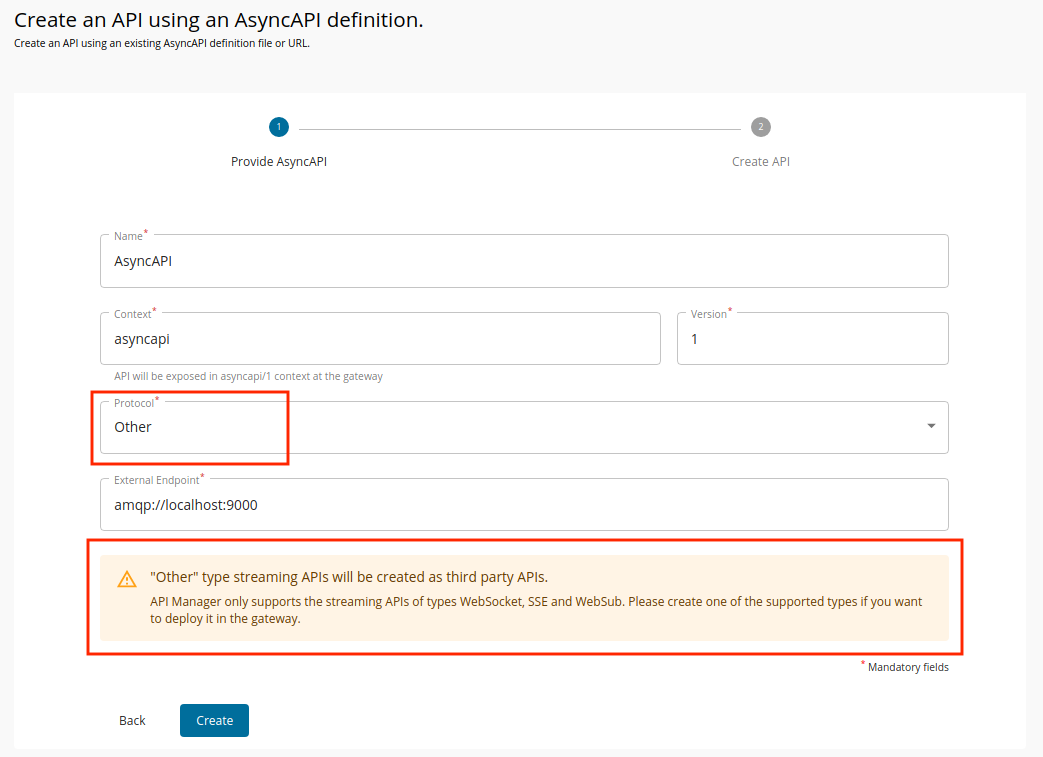 Create an API using an AsyncAPI definition.
Create an API using an existing AsyncAPI definition file or URL.
1
2
Provide AsyncAPI
Create API
Name*
AsyncAPI
Context*
asyncapi
Version*
1
API will be exposed in asyncapi/1 context at the gateway
Protocol*
Other
External Endpoint*
amqp://localhost:9000
"Other" type streaming APIs will be created as third party APIs.
API Manager only supports the streaming APIs of types WebSocket, SSE and WebSub. Please create one of the supported types if you want
to deploy it in the gateway.
* Mandatory fields
Back
Create